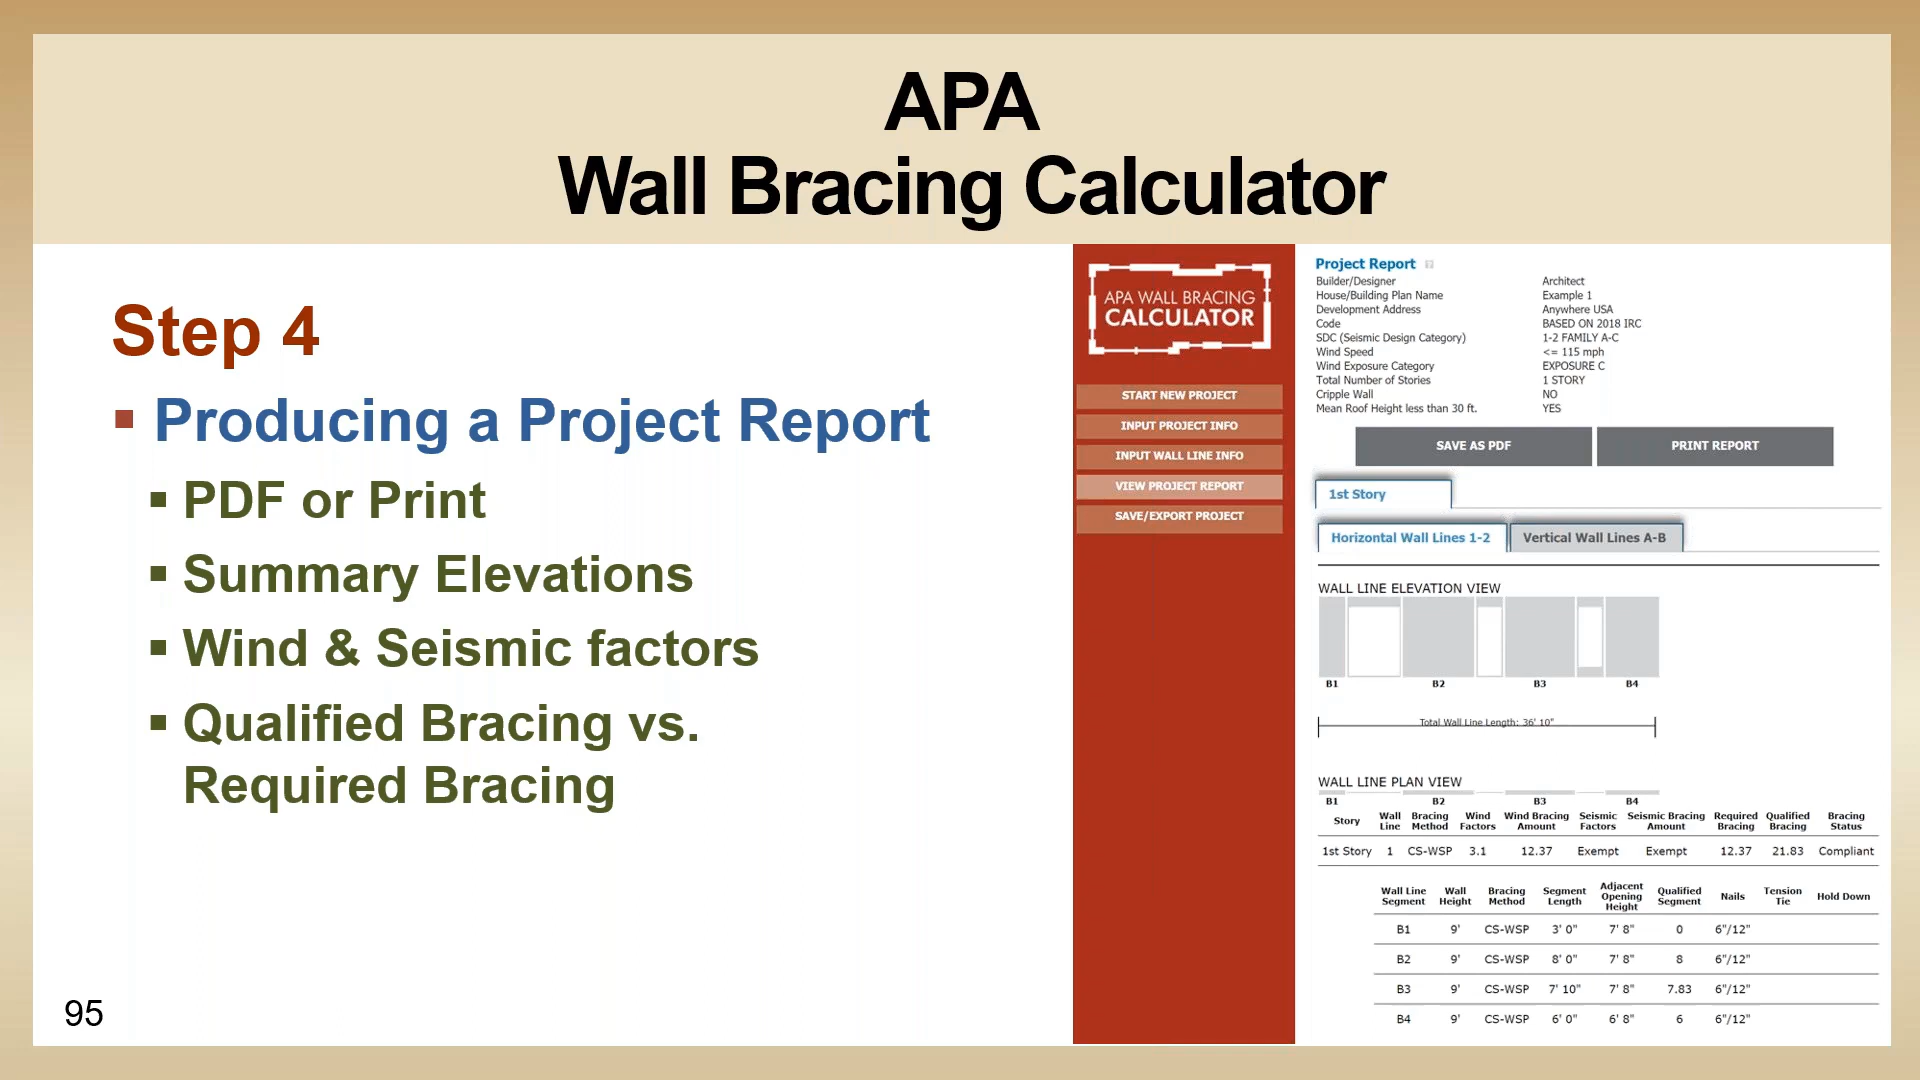 APA
Wall Bracing Calculator
Step 4
Producing a Project Report
PDF or Print
Summary Elevations
Wind & Seismic factors
Qualified Bracing vs.
Required Bracing
95
APA WALL BRACING
CALCULATOR
START NEW PROJECT
INPUT PROJECT INFO
INPUT WALL LINE INFO
VIEW PROJECT REPORT
SAVE/EXPORT PROJECT
Project Report ?
Builder/Designer Architect
House/Building Plan Name Example 1
Development Address Anywhere USA
Code BASED ON 2018 IRC
SDC (Seismic Design Category) 1-2 FAMILY A-C
Wind Speed <= 115 mph
Wind Exposure Category EXPOSURE C
Total Number of Stories 1 STORY
Cripple Wall NO
Mean Roof Height less than 30 ft. YES
SAVE AS PDF PRINT REPORT
1st Story
Horizontal Wall Lines 1-2 Vertical Wall Lines A-B
WALL LINE ELEVATION VIEW
B1 B2 B3 B4
Total Wall Line Length: 36' 10"
WALL LINE PLAN VIEW
B1 B2 B3 B4
Story Wall Line Bracing Method Wind Factors Wind Bracing Amount Seismic Factors Seismic Bracing Amount Required Bracing Qualified Bracing Bracing Status
1st Story 1 CS-WSP 3.1 12.37 Exempt Exempt 12.37 21.83 Compliant
Wall Line Segment Wall Height Bracing Method Segment Length Adjacent Opening Height Qualified Segment Nails Tension Tie Hold Down
B1 9' CS-WSP 3' 0" 7' 8" 0 6"/12"
B2 9' CS-WSP 8' 0" 7' 8" 8 6"/12"
B3 9' CS-WSP 7' 10" 7' 8" 7.83 6"/12"
B4 9' CS-WSP 6' 0" 6' 8" 6 6"/12"